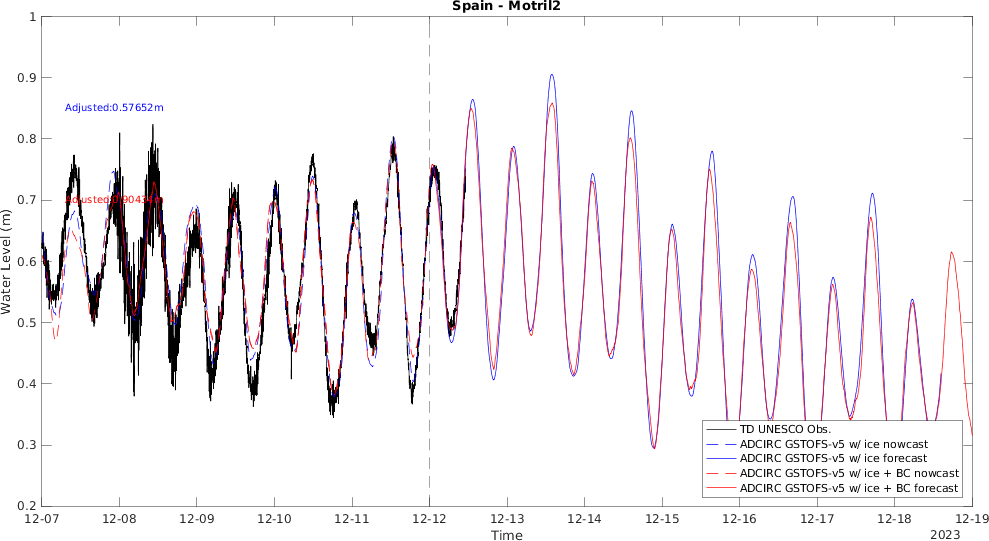 Spain - Motril2
Water Level (m)
1
0.9
0.8
0.7
0.6
0.5
0.4
0.3
0.2
Adjusted:0.57652m
TD UNESCO Obs.
ADCIRC GSTOFS-v5 w/ ice nowcast
ADCIRC GSTOFS-v5 w/ ice forecast
ADCIRC GSTOFS-v5 w/ ice + BC nowcast
ADCIRC GSTOFS-v5 w/ ice + BC forecast
12-07 12-08 12-09 12-10 12-11 12-12 12-13 12-14 12-15 12-16 12-17 12-18 12-19
Time
2023